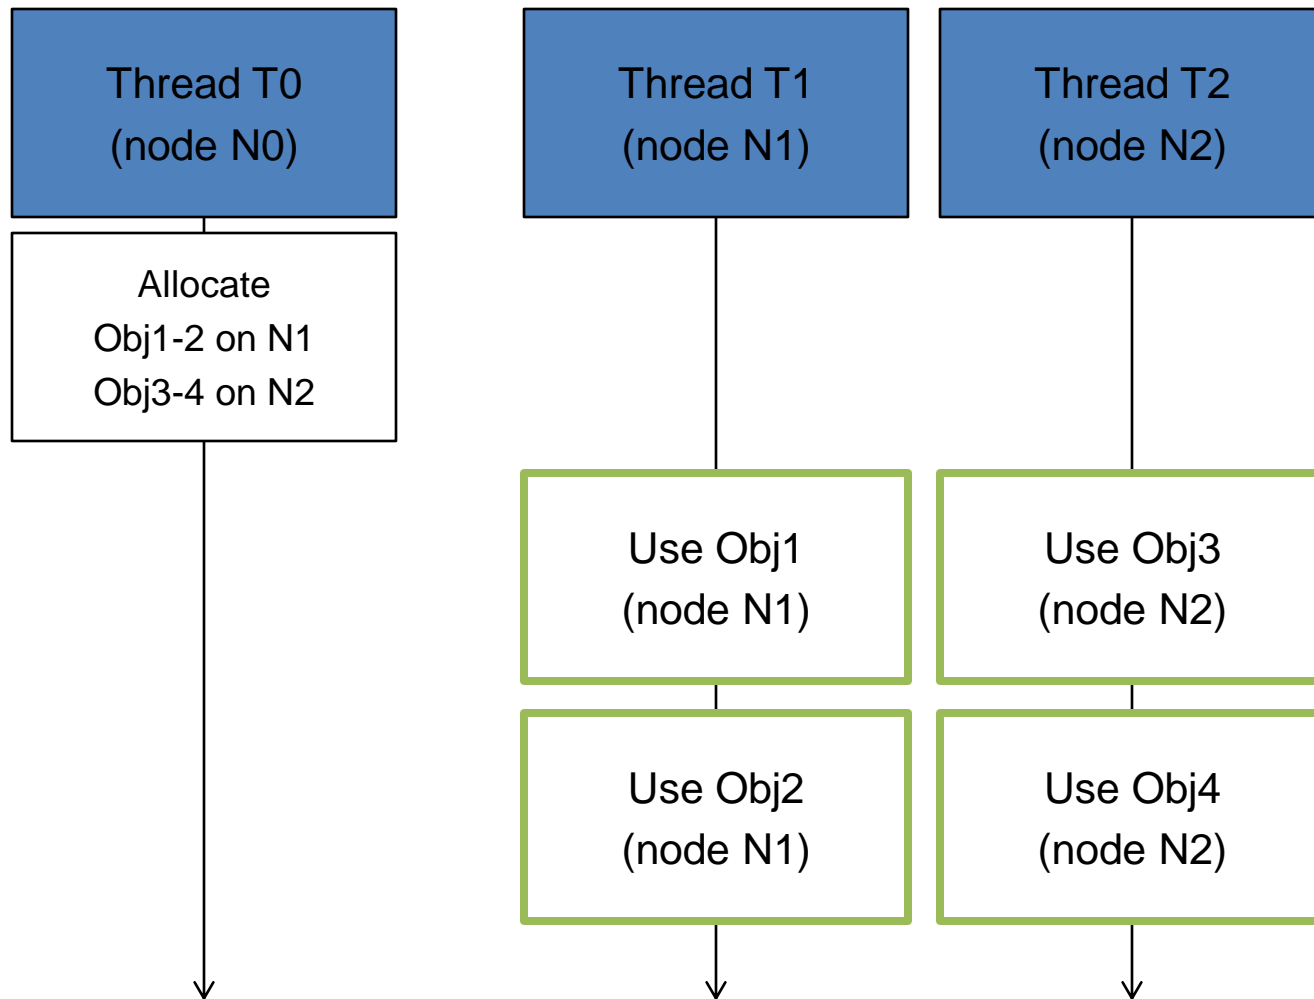 Thread T0
(node N0)
Thread T1
(node N1)
Thread T2
(node N2)
Allocate
Obj1-2 on N1
Obj3-4 on N2
Use Obj1
(node N1)
Use Obj3
(node N2)
Use Obj2
(node N1)
Use Obj4
(node N2)